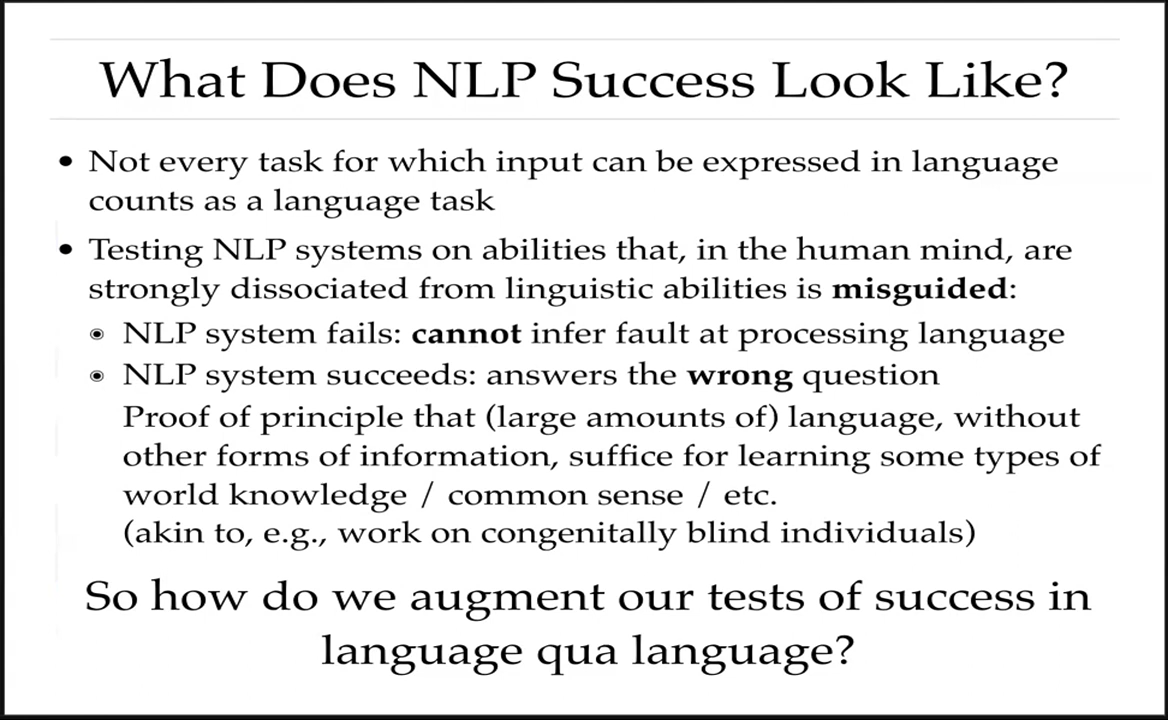 What Does NLP Success Look Like?
• Not every task for which input can be expressed in language
counts as a language task
• Testing NLP systems on abilities that, in the human mind, are
strongly dissociated from linguistic abilities is misguided:
◉ NLP system fails: cannot infer fault at processing language
◉ NLP system succeeds: answers the wrong question
Proof of principle that (large amounts of) language, without
other forms of information, suffice for learning some types of
world knowledge / common sense / etc.
(akin to, e.g., work on congenitally blind individuals)
So how do we augment our tests of success in
language qua language?